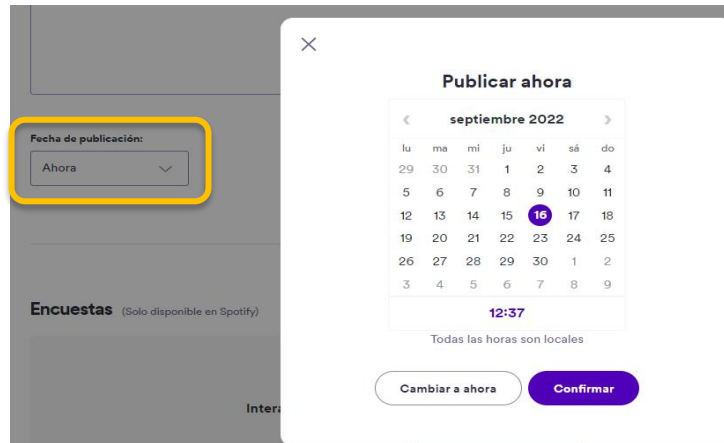 Publicar ahora
septiembre 2022
lu ma mi ju vi sá do
29 30 31 1 2 3 4
5 6 7 8 9 10 11
12 13 14 15 16 17 18
19 20 21 22 23 24 25
26 27 28 29 30 1 2
3 4 5 6 7 8 9
12:37
Todas las horas son locales
Cambiar a ahora Confirmar
Fecha de publicación:
Ahora
Encuestas (Solo disponible en Spotify)